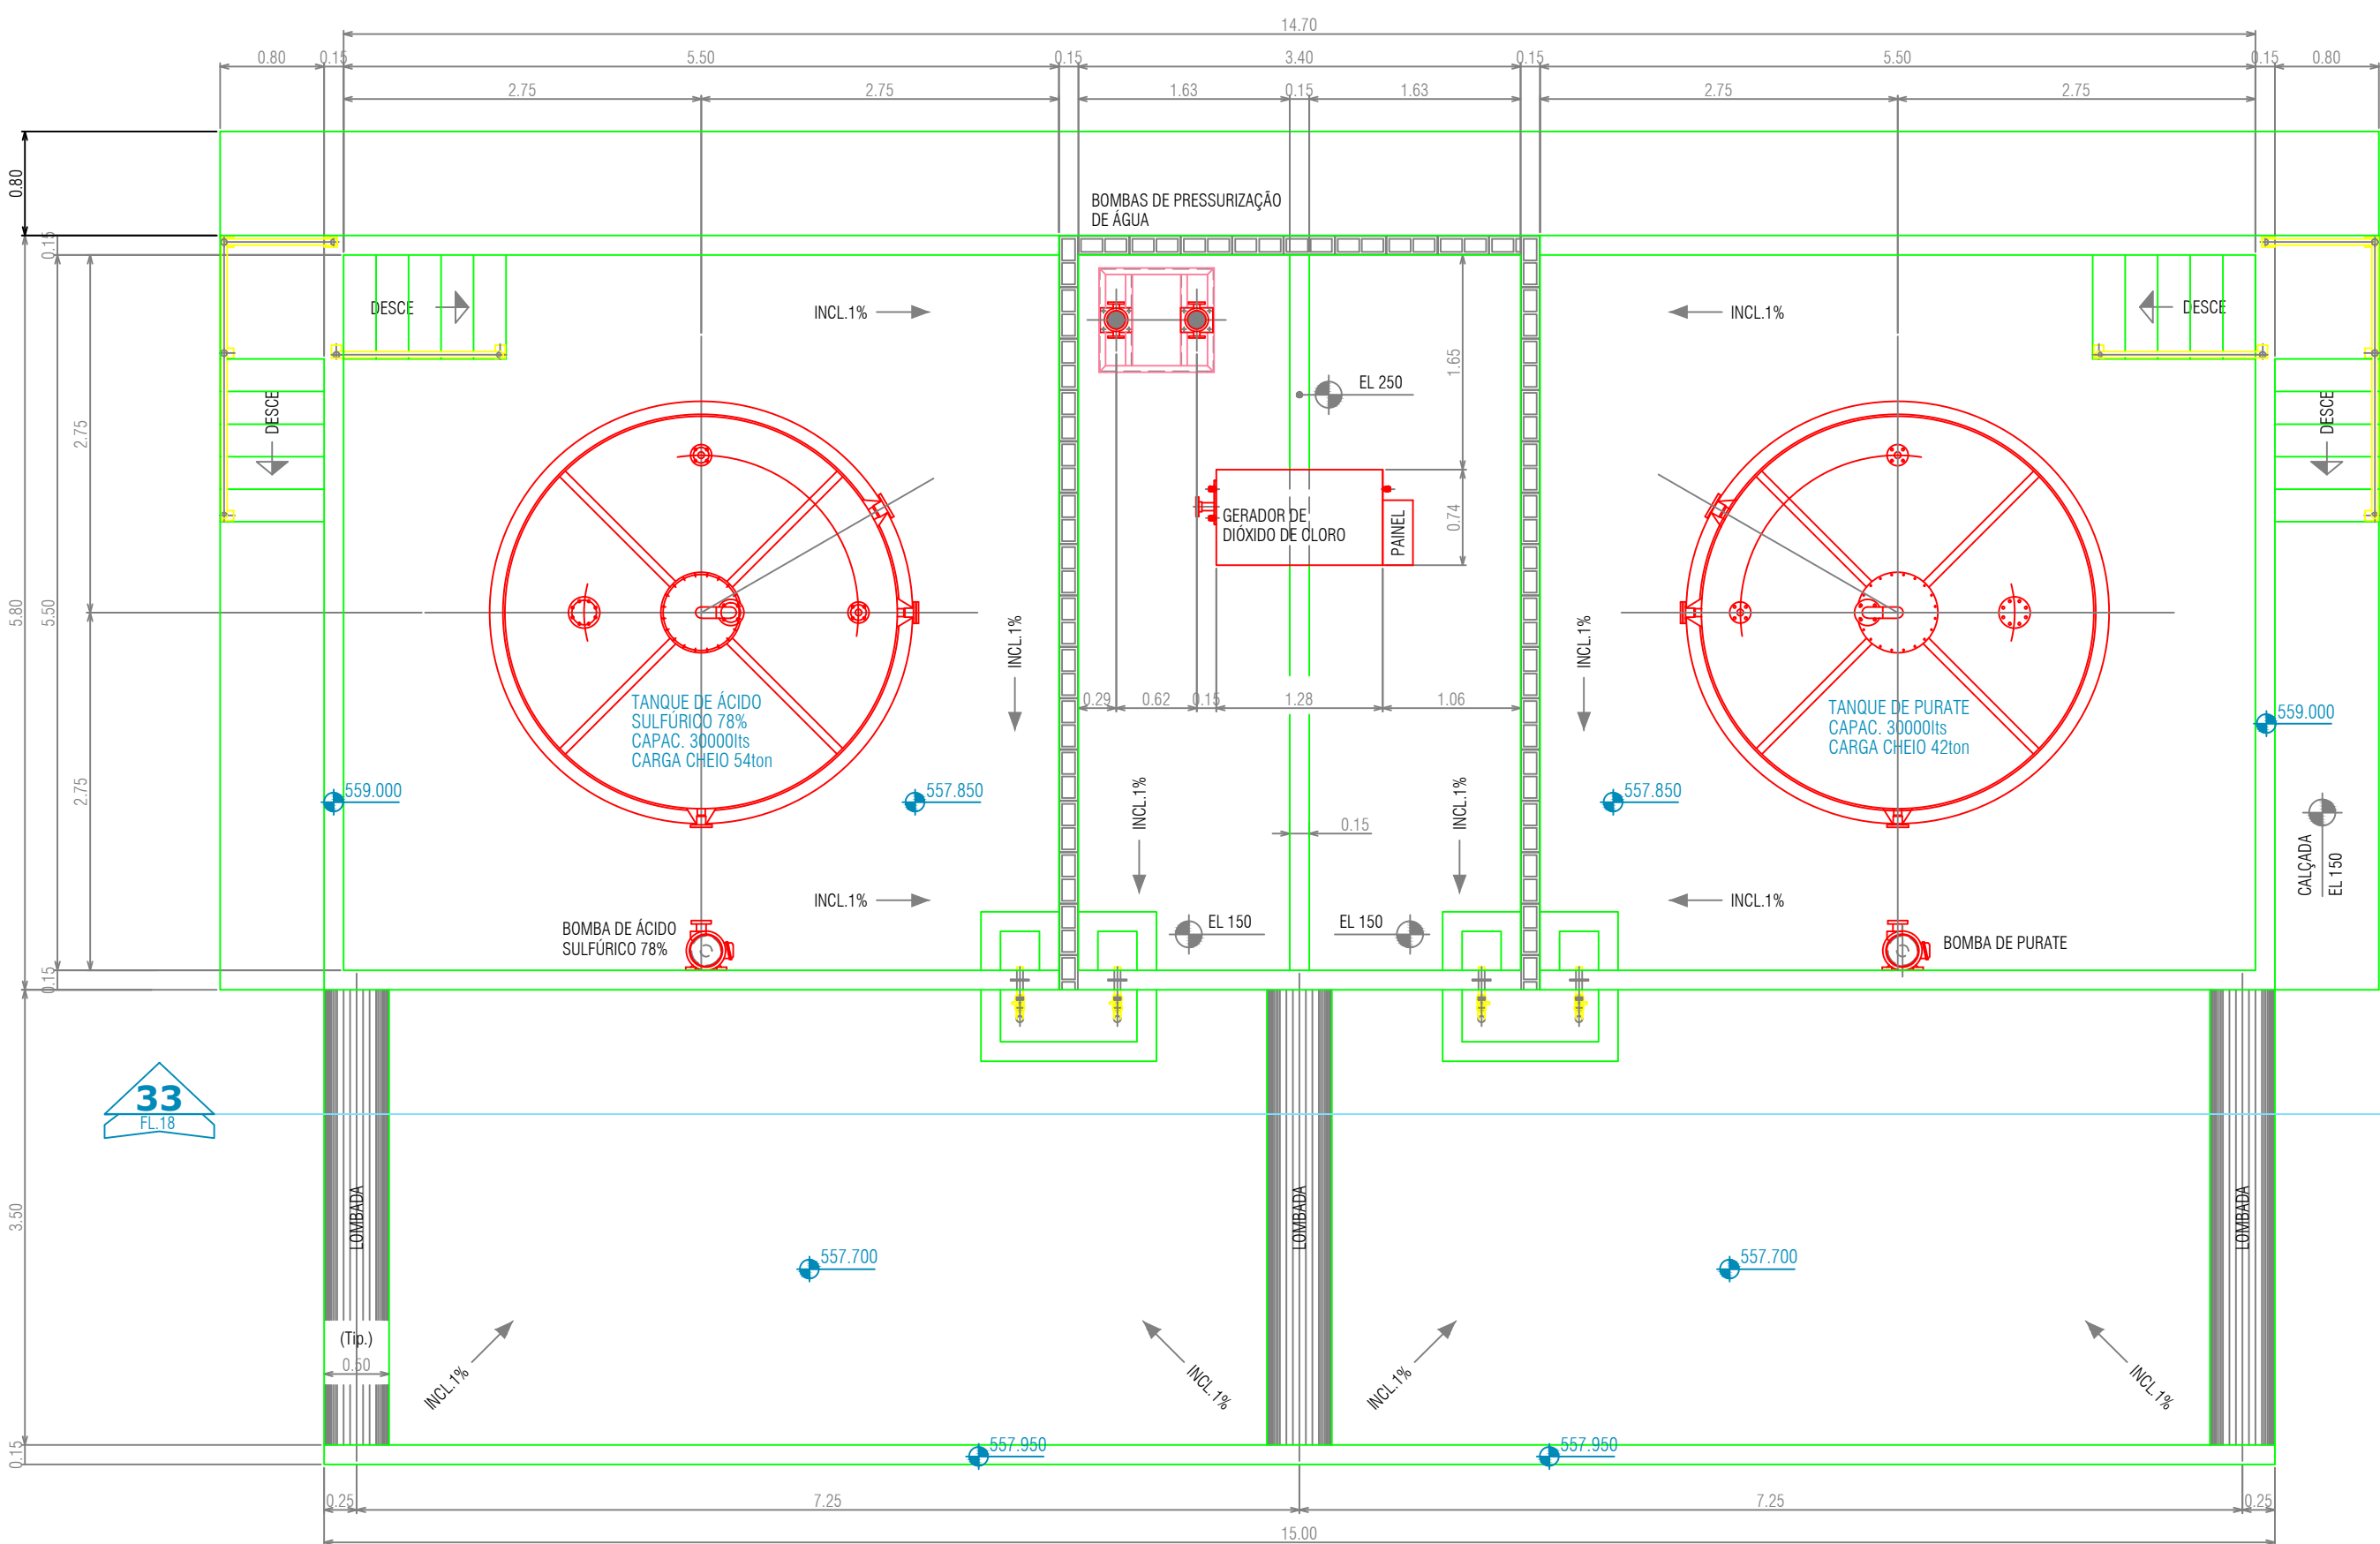 14.70
0.80
0.15
5.50
0.15
3.40
0.15
5.50
0.15
0.80
2.75
2.75
1.63
0.15
1.63
2.75
2.75
0.80
0.15
BOMBAS DE PRESSURIZAÇÃO
DE ÁGUA
DESCE
INCL.1%
INCL.1%
DESCE
EL 250
1.65
DESCE
DESCE
2.75
GERADOR DE
DIÓXIDO DE CLORO
PAINEL
0.74
5.80
5.50
INCL.1%
INCL.1%
0.29
0.62
0.15
1.28
1.06
TANQUE DE ÁCIDO
SULFÚRICO 78%
CAPAC. 30000lts
CARGA CHEIO 54ton
TANQUE DE PURATE
CAPAC. 30000lts
CARGA CHEIO 42ton
559.000
2.75
559.000
557.850
INCL.1%
INCL.1%
557.850
0.15
CALÇADA
EL 150
INCL.1%
INCL.1%
BOMBA DE ÁCIDO
SULFÚRICO 78%
EL 150
EL 150
BOMBA DE PURATE
0.15
33
FL.18
3.50
LOMBADA
LOMBADA
LOMBADA
557.700
557.700
(Tip.)
0.50
INCL.1%
INCL.1%
INCL.1%
INCL.1%
0.15
557.950
557.950
0.25
7.25
7.25
0.25
15.00